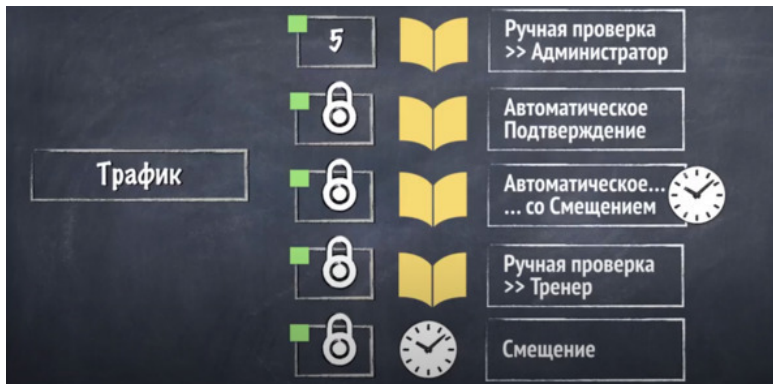 5
Ручная проверка
>> Администратор
Автоматическое
Подтверждение
Трафик
Автоматическое...
... со Смещением
Ручная проверка
>> Тренер
Смещение